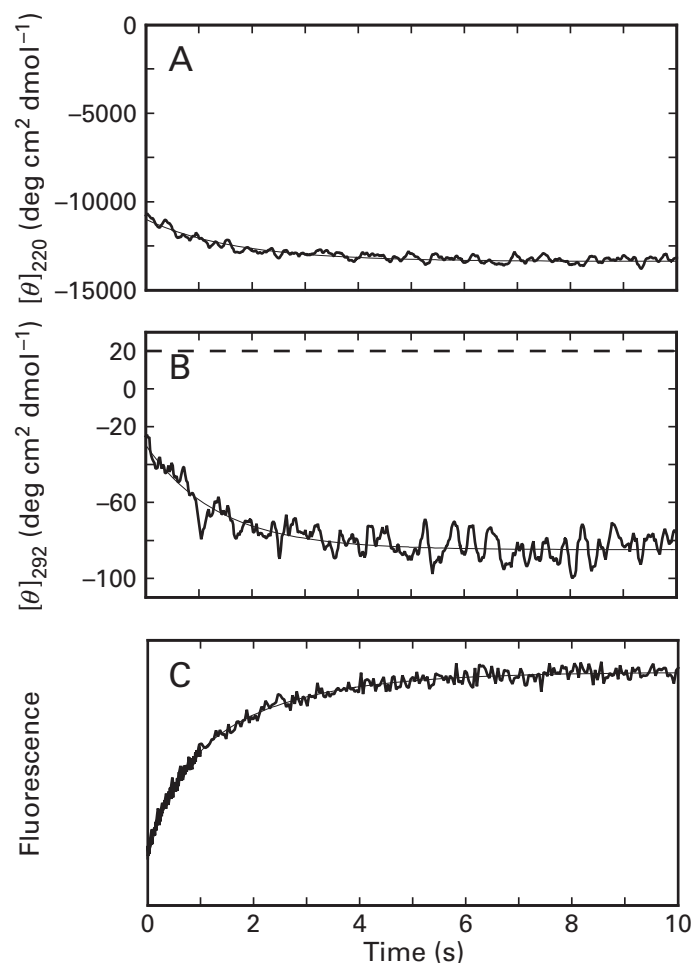 0
−5000
−10000
−15000
[θ]220 (deg cm² dmol⁻¹)
A
20
0
−20
−60
−100
[θ]292 (deg cm² dmol⁻¹)
B
Fluorescence
C
0 2 4 6 8 10
Time (s)